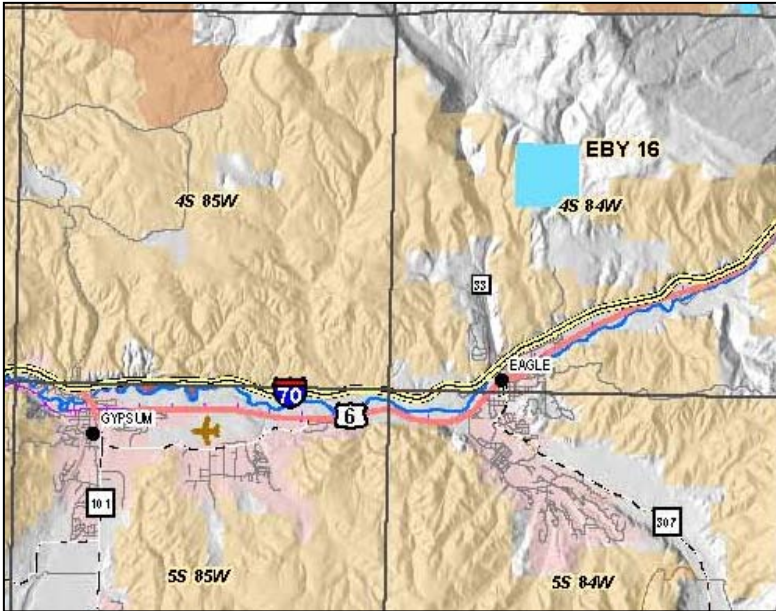 EBY 16
4S 85W
4S 84W
33
EAGLE
70
6
GYPSUM
101
307
5S 85W
5S 84W